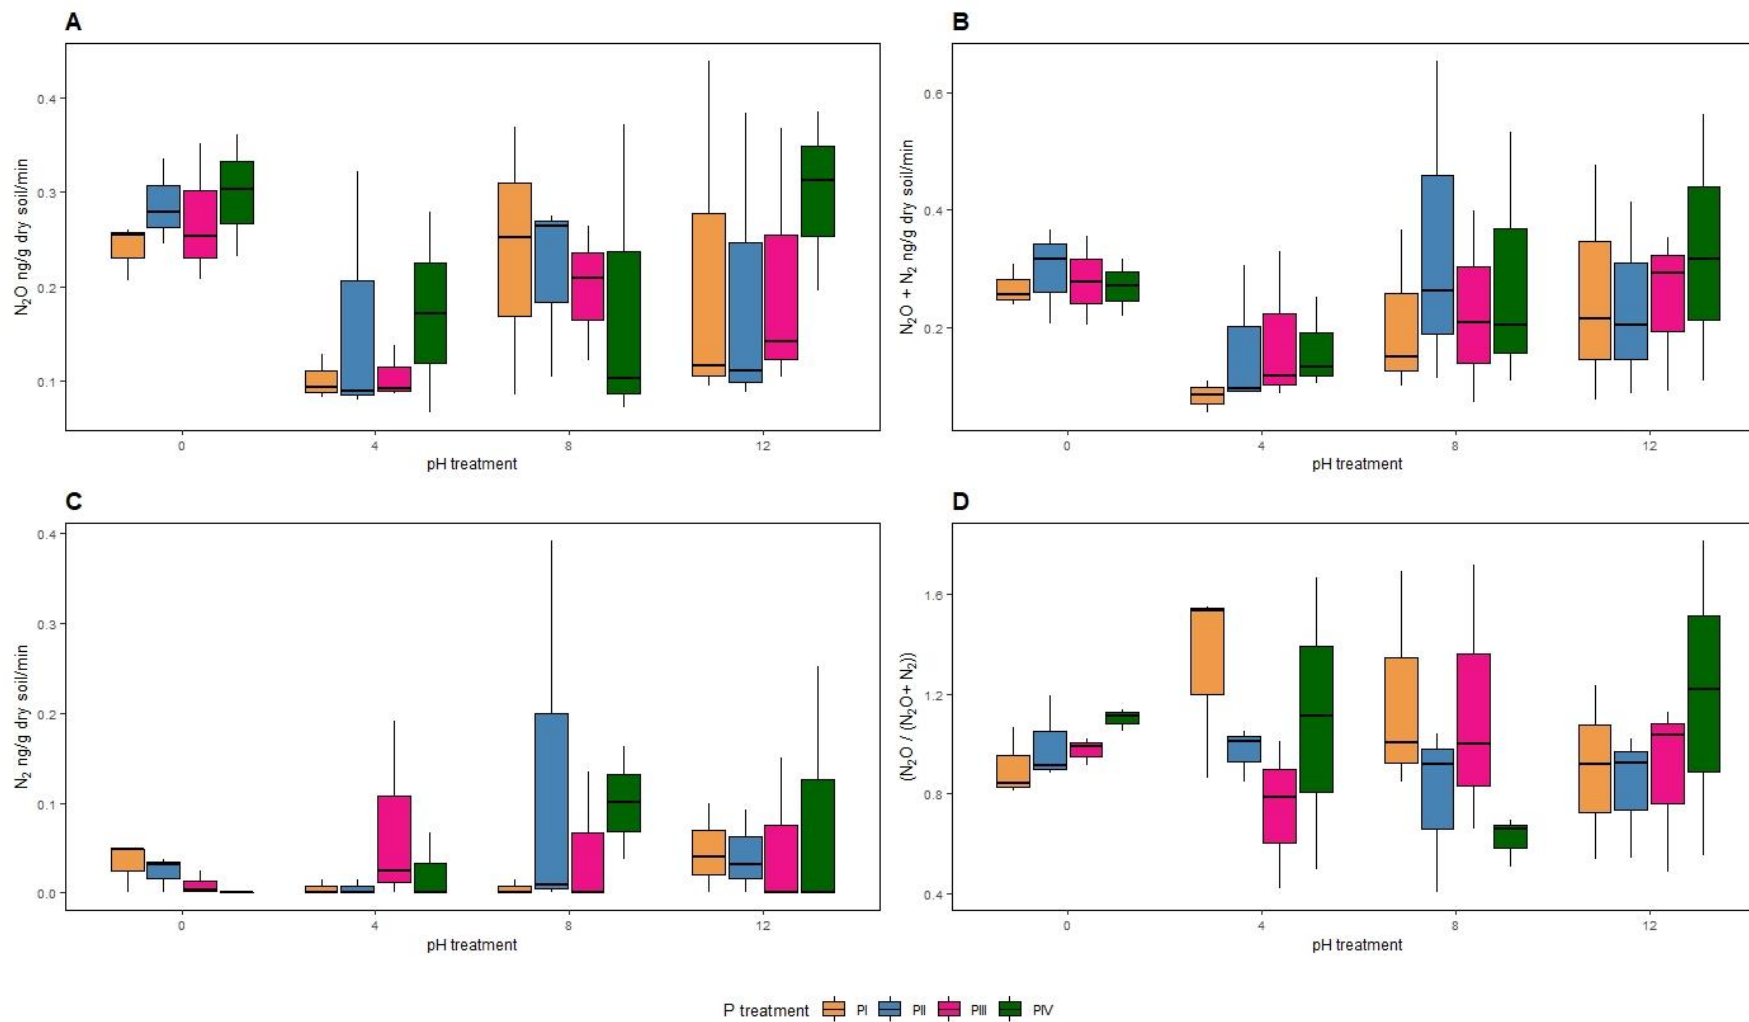 A
N₂O ng/g dry soil/min
0.4
0.3
0.2
0.1
0 4 8 12
pH treatment
B
N₂O + N₂ ng/g dry soil/min
0.6
0.4
0.2
0 4 8 12
pH treatment
C
N₂ ng/g dry soil/min
0.4
0.3
0.2
0.1
0.0
0 4 8 12
pH treatment
D
(N₂O / (N₂O+ N₂))
1.6
1.2
0.8
0.4
0 4 8 12
pH treatment
P treatment PI PII PIII PIV